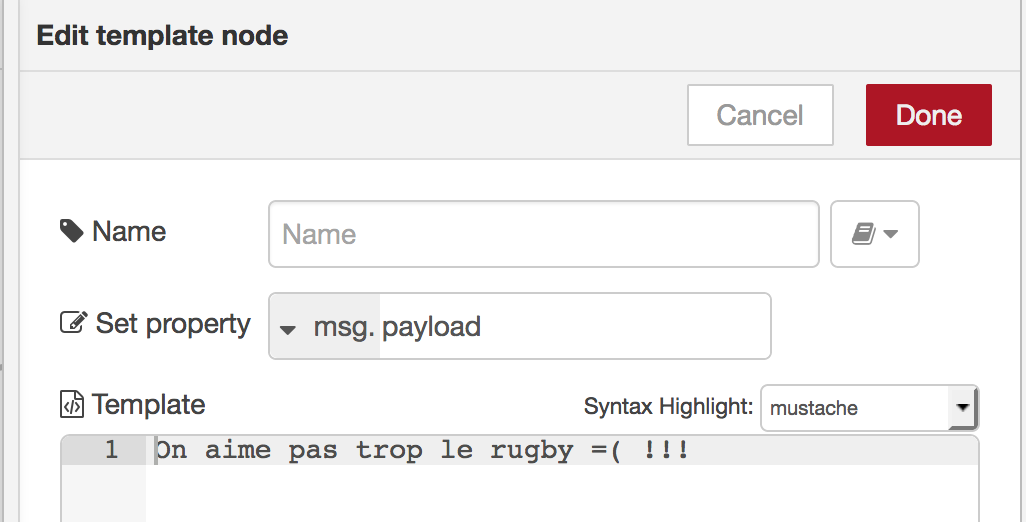 Edit template node
Cancel Done
Name Name
Set property msg. payload
Template Syntax Highlight: mustache
1 On aime pas trop le rugby =( !!!